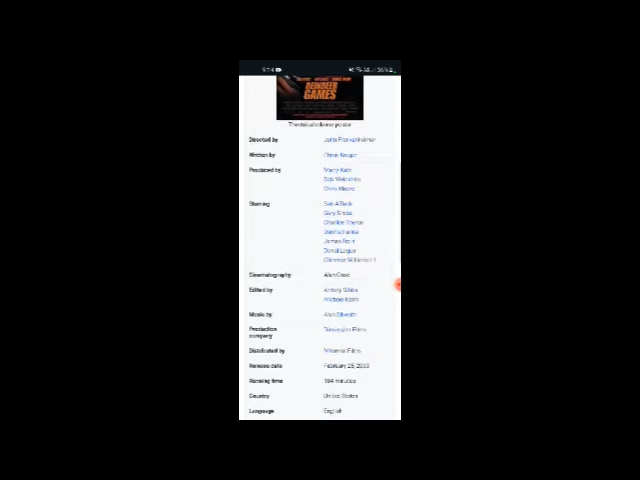 REINDEER
GAMES
Theatrical release poster
Directed by John Frankenheimer
Written by Ehren Kruger
Produced by Marty Katz
Bob Weinstein
Chris Moore
Starring Ben Affleck
Gary Sinise
Charlize Theron
Dennis Farina
James Frain
Donal Logue
Clarence Williams III
Cinematography Alan Caso
Edited by Antony Gibbs
Michael Kahn
Music by Alan Silvestri
Production
company Dimension Films
Distributed by Miramax Films
Release date February 25, 2000
Running time 104 minutes
Country United States
Language English